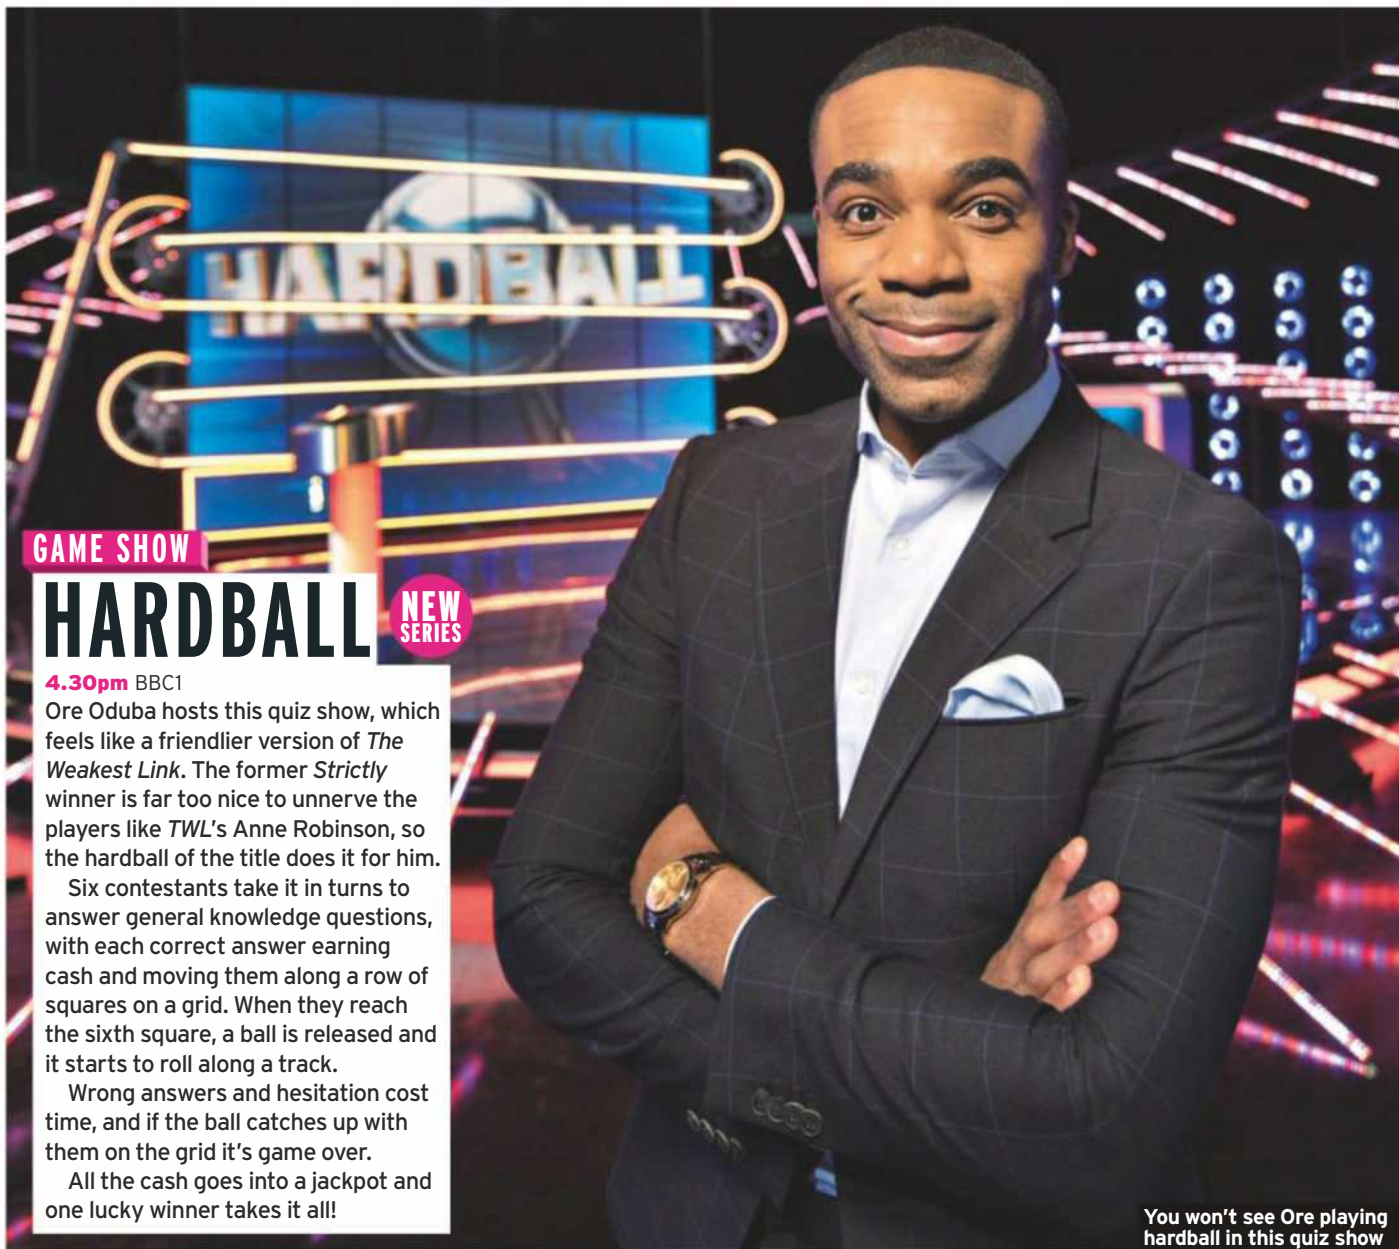 HARDBALL
GAME SHOW
HARDBALL
NEW
SERIES
4.30pm BBC1
Ore Oduba hosts this quiz show, which
feels like a friendlier version of The
Weakest Link. The former Strictly
winner is far too nice to unnerve the
players like TWL's Anne Robinson, so
the hardball of the title does it for him.
Six contestants take it in turns to
answer general knowledge questions,
with each correct answer earning
cash and moving them along a row of
squares on a grid. When they reach
the sixth square, a ball is released and
it starts to roll along a track.
Wrong answers and hesitation cost
time, and if the ball catches up with
them on the grid it's game over.
All the cash goes into a jackpot and
one lucky winner takes it all!
You won't see Ore playing
hardball in this quiz show